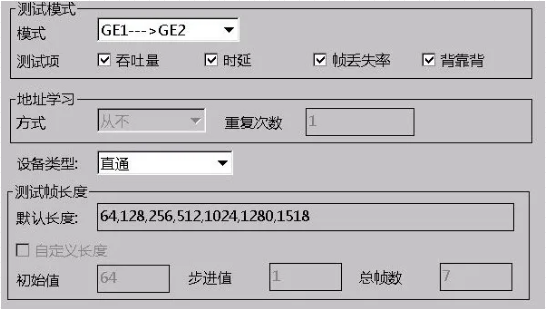 测试模式
模式 GE1--->GE2
测试项 吞吐量 时延 帧丢失率 背靠背
地址学习
方式 从不 重复次数 1
设备类型: 直通
测试帧长度
默认长度: 64,128,256,512,1024,1280,1518
自定义长度
初始值 64 步进值 1 总帧数 7